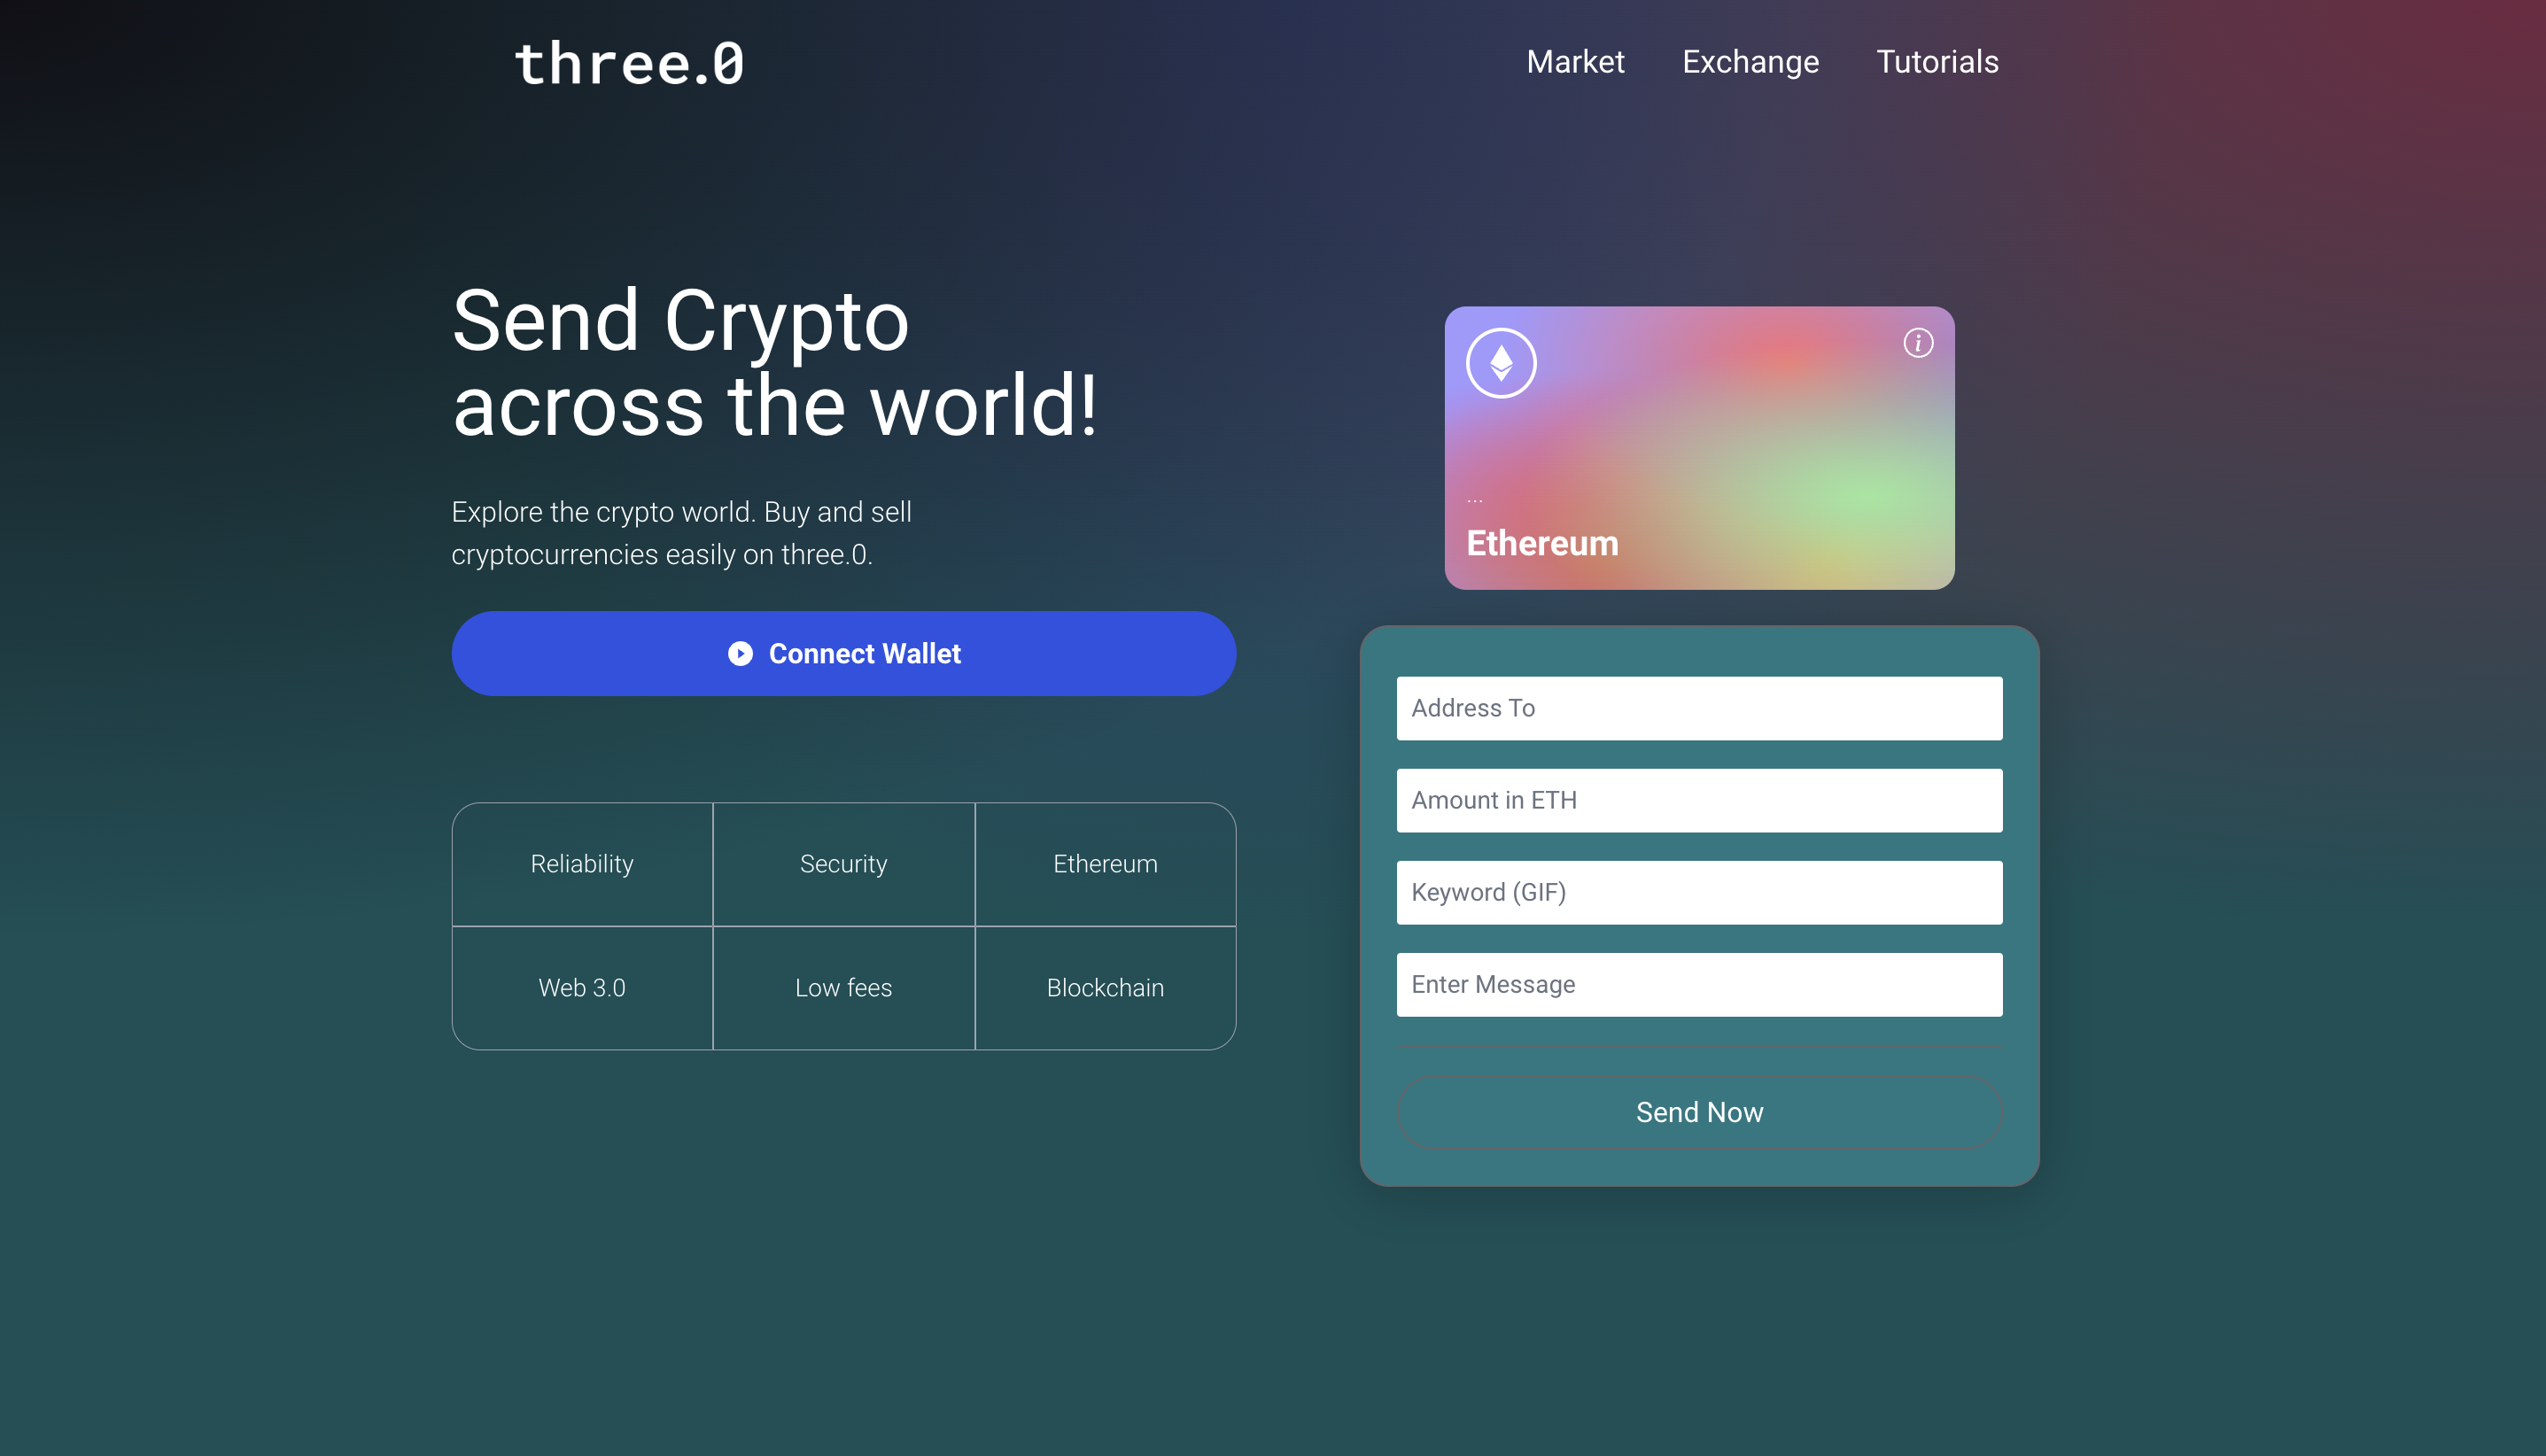 three.0
Market
Exchange
Tutorials
Send Crypto
across the world!
Explore the crypto world. Buy and sell
cryptocurrencies easily on three.0.
Connect Wallet
Reliability
Security
Ethereum
Web 3.0
Low fees
Blockchain
i
...
Ethereum
Address To
Amount in ETH
Keyword (GIF)
Enter Message
Send Now